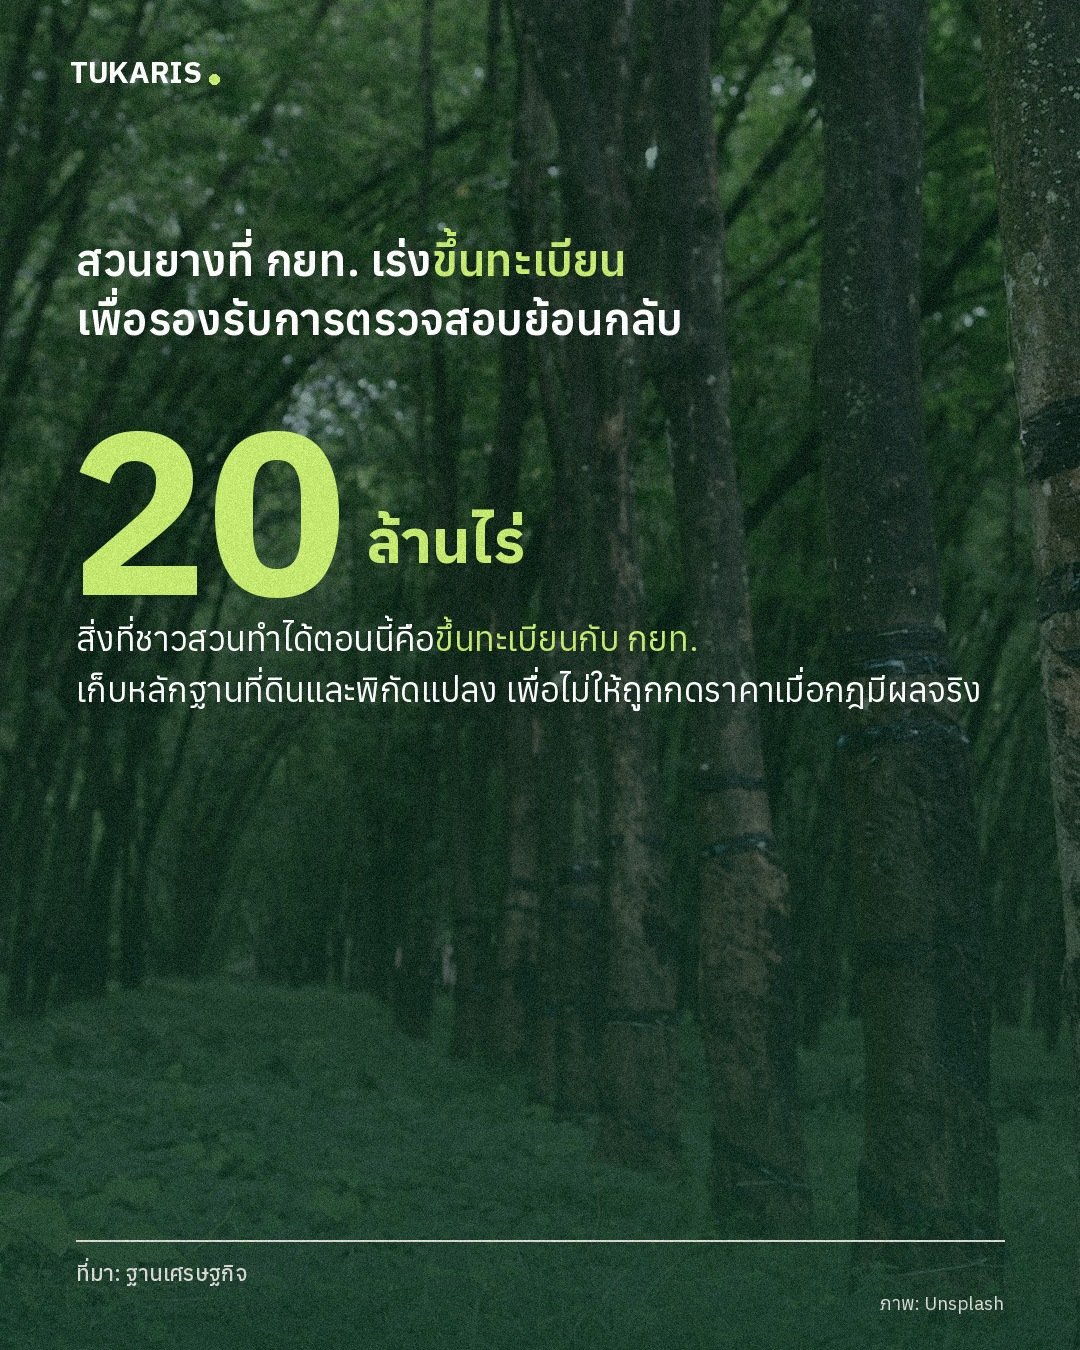 TUKARIS
สวนยางที่ กยท. เร่งขึ้นทะเบียน
เพื่อรองรับการตรวจสอบย้อนกลับ
20 ล้านไร่
สิ่งที่ชาวสวนทำได้ตอนนี้คือขึ้นทะเบียนกับ กยท.
เก็บหลักฐานที่ดินและพิกัดแปลง เพื่อไม่ให้ถูกกดราคาเมื่อกฎมีผลจริง
ที่มา: ฐานเศรษฐกิจ
ภาพ: Unsplash